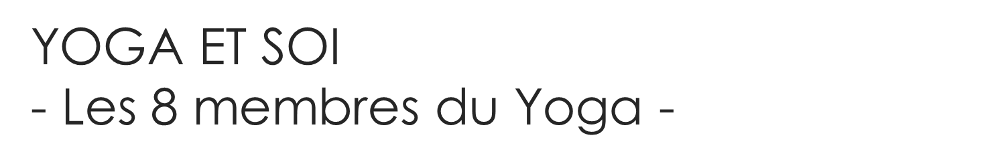 YOGA ET SOI
- Les 8 membres du Yoga -